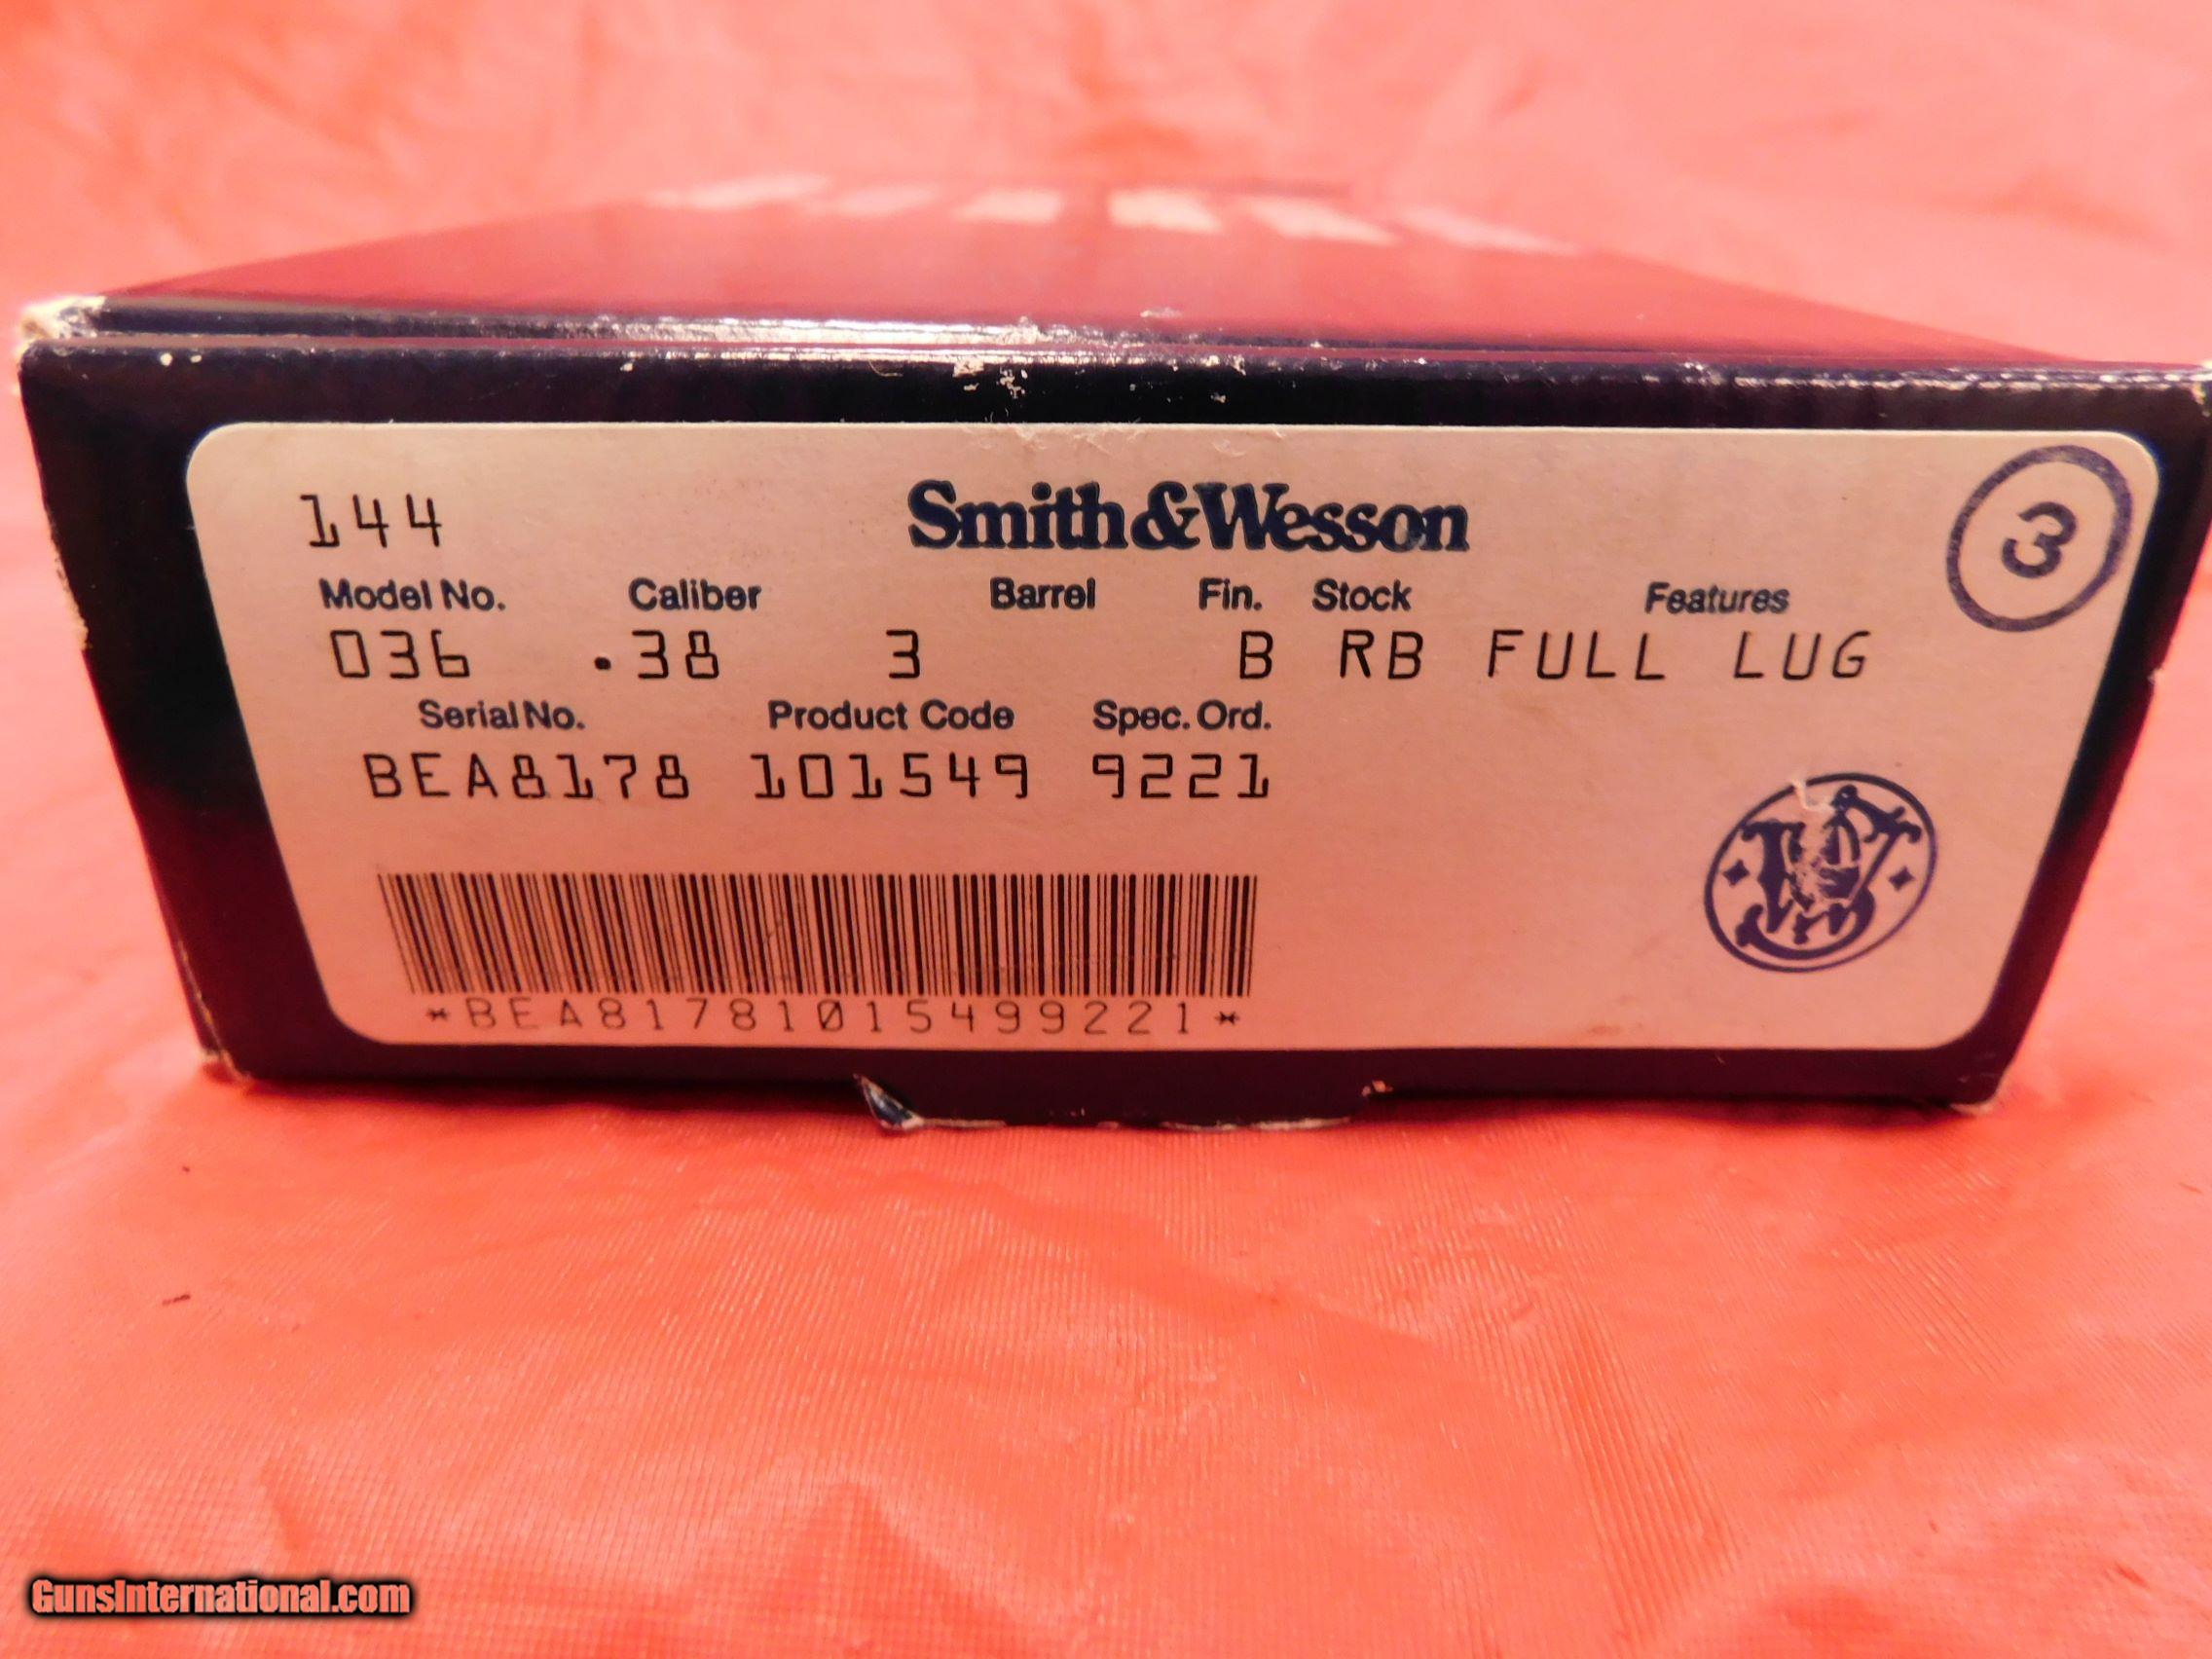 144 Smith&Wesson 3
Model No. Caliber Barrel Fin. Stock Features
036 .38 3 B RB FULL LUG
Serial No. Product Code Spec. Ord.
BEA8178 101549 9221
*BEA81781015499221*
GunsInternational.com